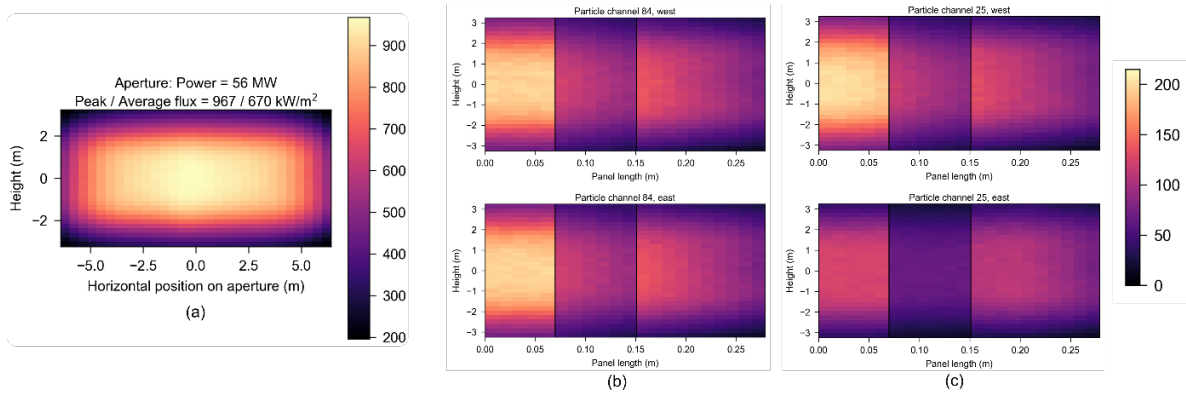 Aperture: Power = 56 MW
Peak / Average flux = 967 / 670 kW/m²
900
800
700
600
500
400
300
200
Height (m)
2
0
−2
−5.0 −2.5 0.0 2.5 5.0
Horizontal position on aperture (m)
(a)
Particle channel 84, west
Height (m)
3
2
1
0
−1
−2
−3
0.00 0.05 0.10 0.15 0.20 0.25
Panel length (m)
Particle channel 84, east
Height (m)
3
2
1
0
−1
−2
−3
0.00 0.05 0.10 0.15 0.20 0.25
Panel length (m)
(b)
Particle channel 25, west
Height (m)
3
2
1
0
−1
−2
−3
0.00 0.05 0.10 0.15 0.20 0.25
Panel length (m)
Particle channel 25, east
Height (m)
3
2
1
0
−1
−2
−3
0.00 0.05 0.10 0.15 0.20 0.25
Panel length (m)
(c)
200
150
100
50
0